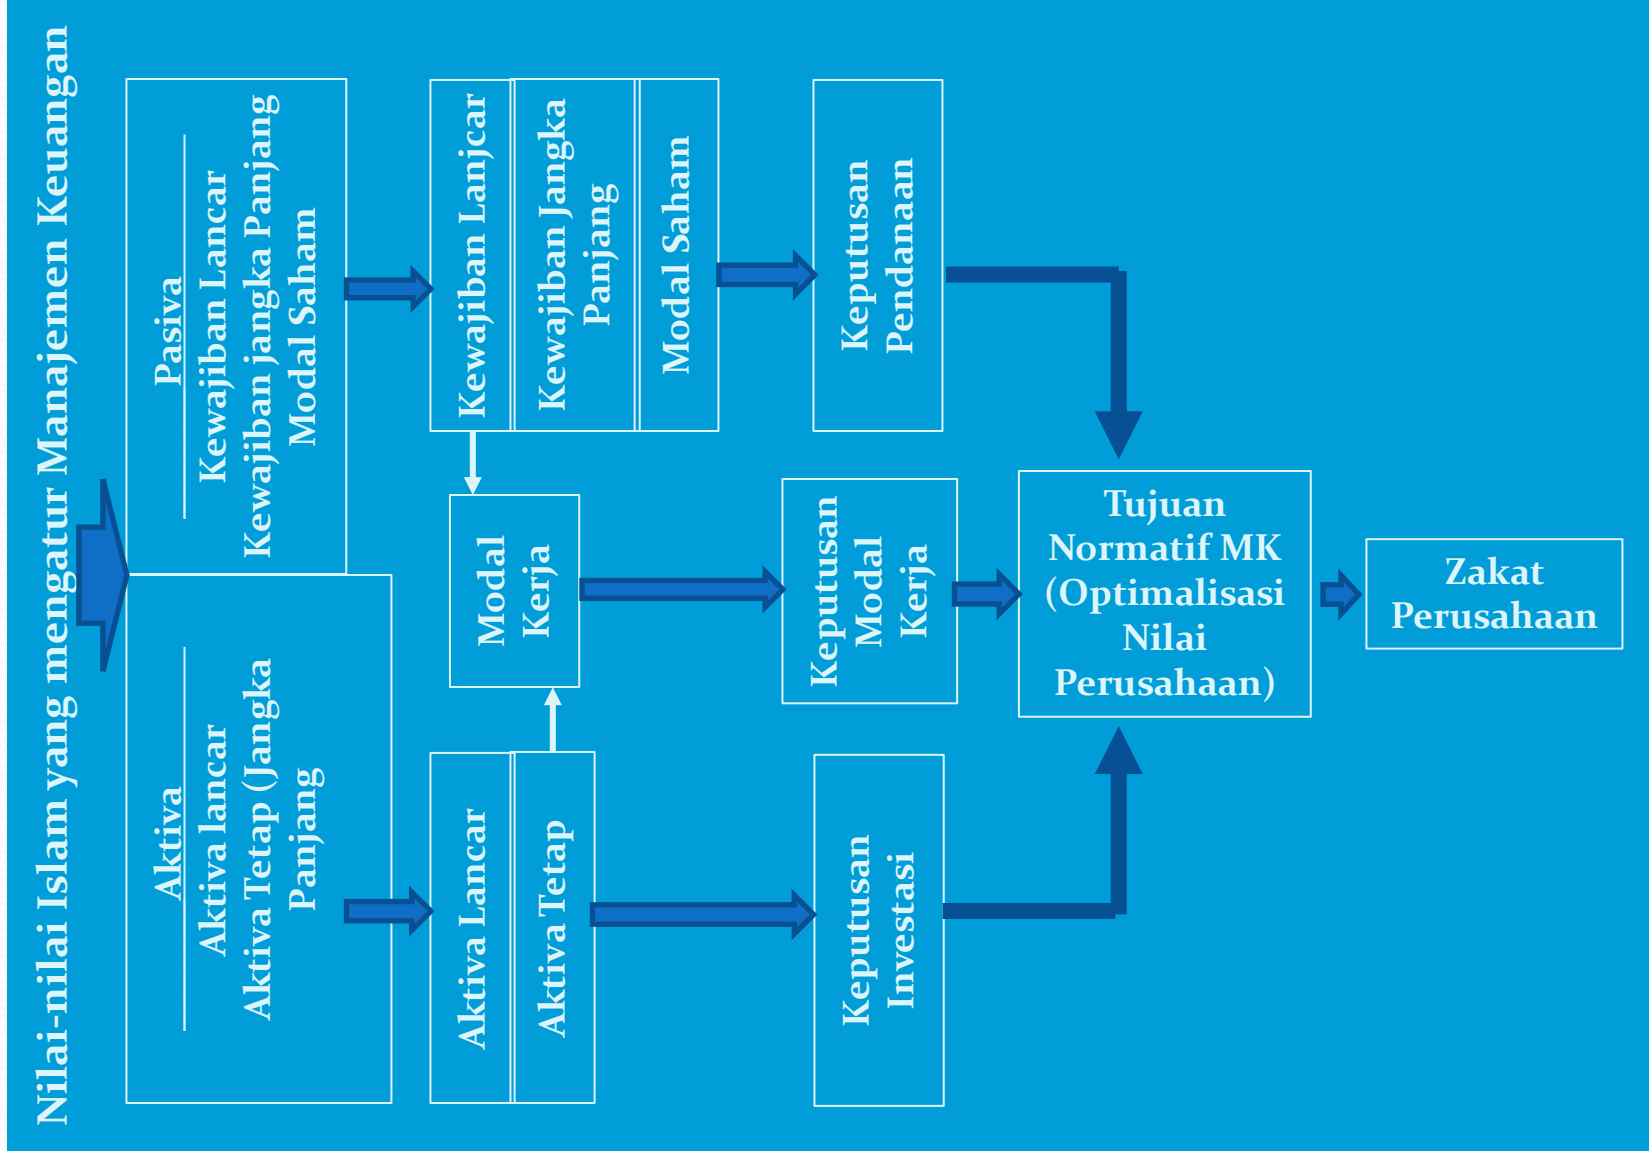 Nilai-nilai Islam yang mengatur Manajemen Keuangan
Aktiva
Aktiva lancar
Aktiva Tetap (Jangka
Panjang
Pasiva
Kewajiban Lancar
Kewajiban jangka Panjang
Modal Saham
Aktiva Lancar
Aktiva Tetap
Modal
Kerja
Kewajiban Lanjcar
Kewajiban Jangka
Panjang
Modal Saham
Keputusan
Investasi
Keputusan
Modal
Kerja
Keputusan
Pendanaan
Tujuan
Normatif MK
(Optimalisasi
Nilai
Perusahaan)
Zakat
Perusahaan